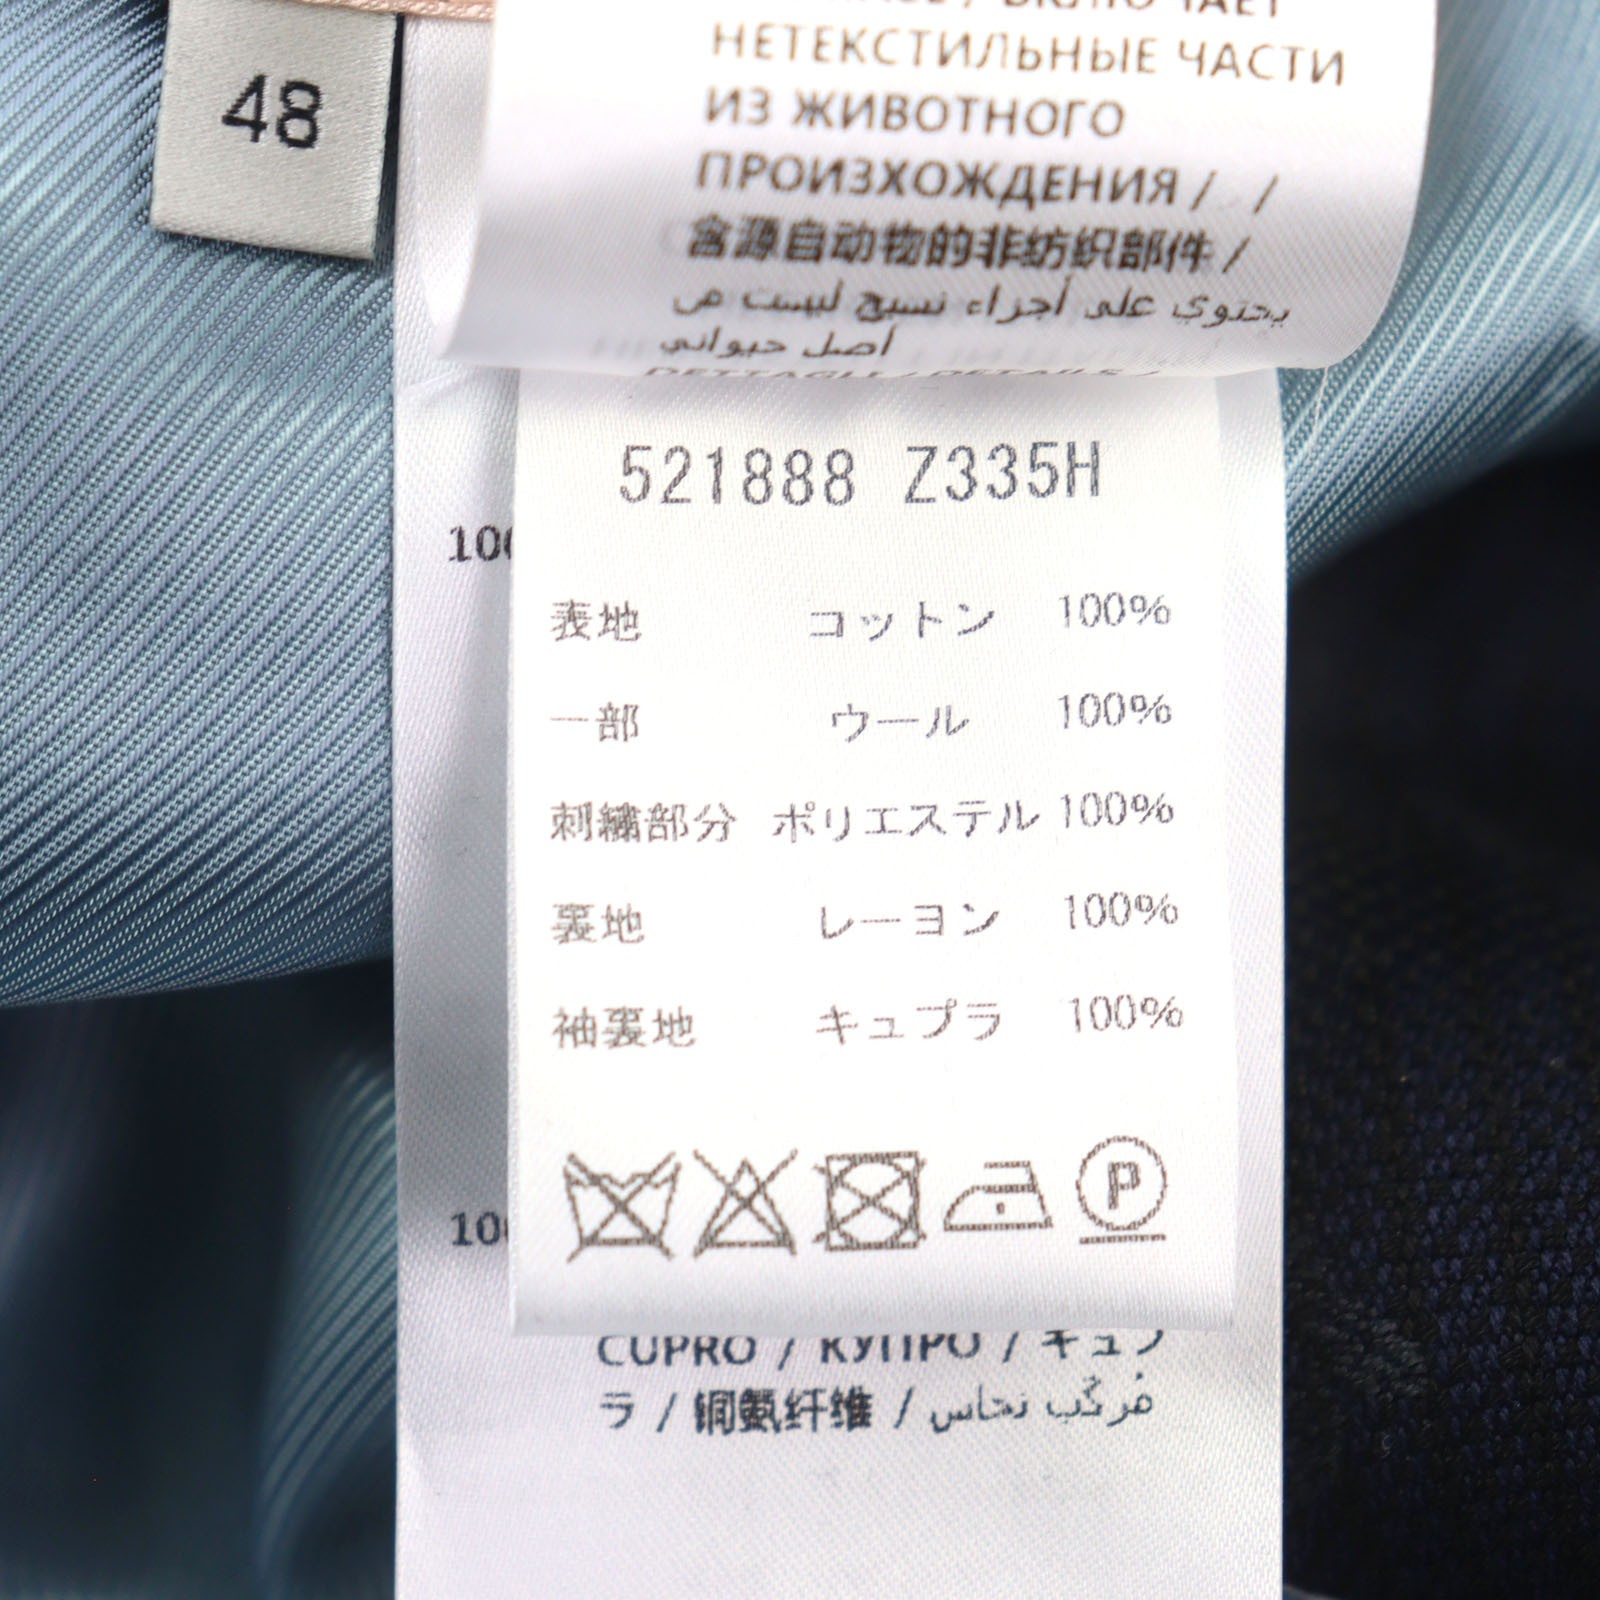 48
НЕТЕКСТИЛЬНЫЕ ЧАСТИ
ИЗ ЖИВОТНОГО
ПРОИЗХОЖДЕНИЯ / /
含源自动物的非纺织部件 /
يحتوي على أجزاء نسيج ليست من
أصل حيواني
521888 Z335H
表地 コットン 100%
一部 ウール 100%
刺繍部分 ポリエステル 100%
裏地 レーヨン 100%
袖裏地 キュプラ 100%
P
CUPRO / КУПРО / キュプ
ラ / 铜氨纤维 / مركب نحاس